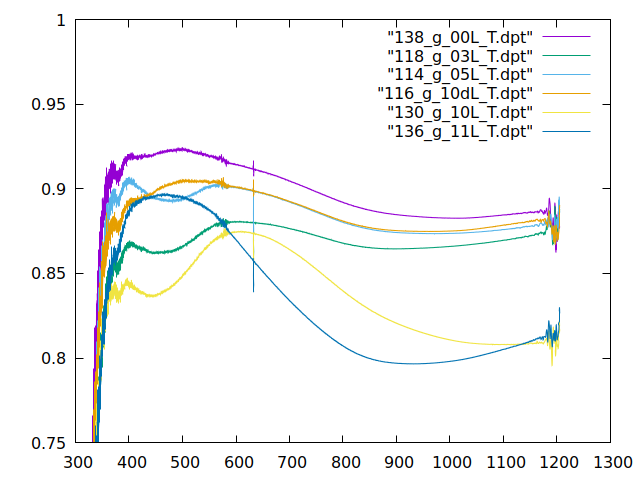 1
0.95
0.9
0.85
0.8
0.75
300 400 500 600 700 800 900 1000 1100 1200 1300
"138_g_00L_T.dpt"
"118_g_03L_T.dpt"
"114_g_05L_T.dpt"
"116_g_10dL_T.dpt"
"130_g_10L_T.dpt"
"136_g_11L_T.dpt"